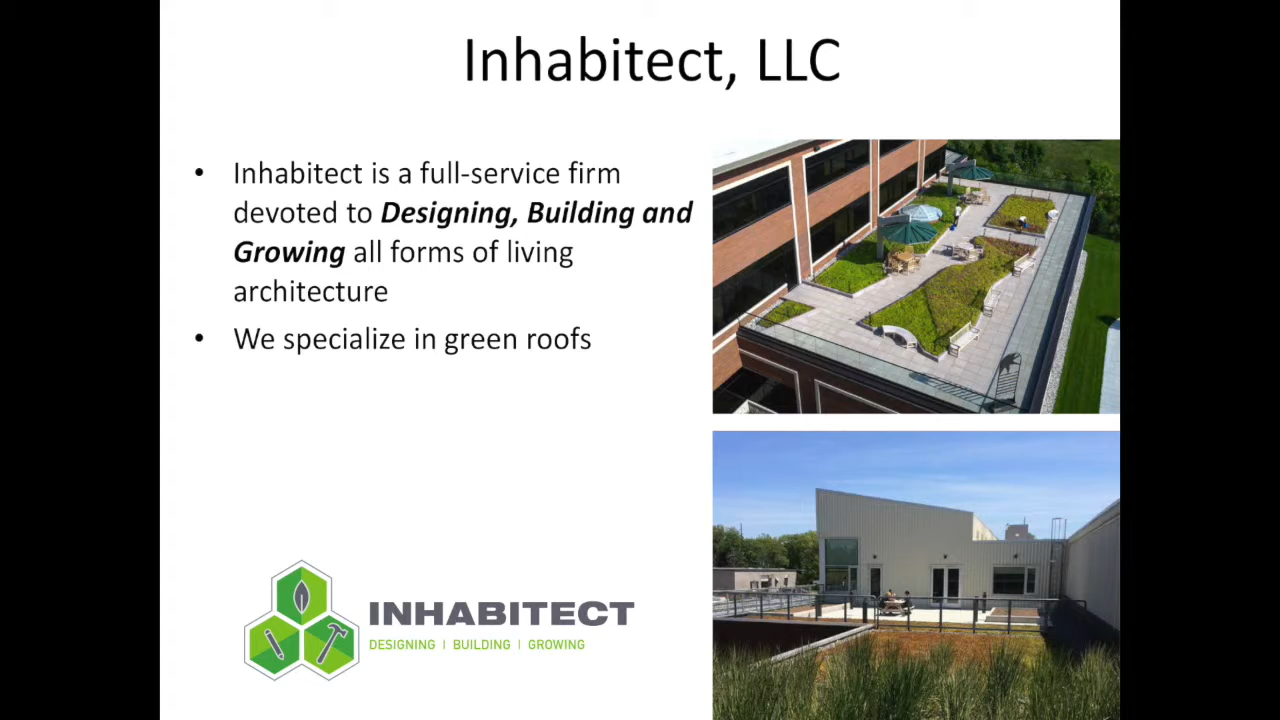 Inhabitect, LLC
• Inhabitect is a full-service firm
devoted to Designing, Building and
Growing all forms of living
architecture
• We specialize in green roofs
INHABITECT
DESIGNING | BUILDING | GROWING